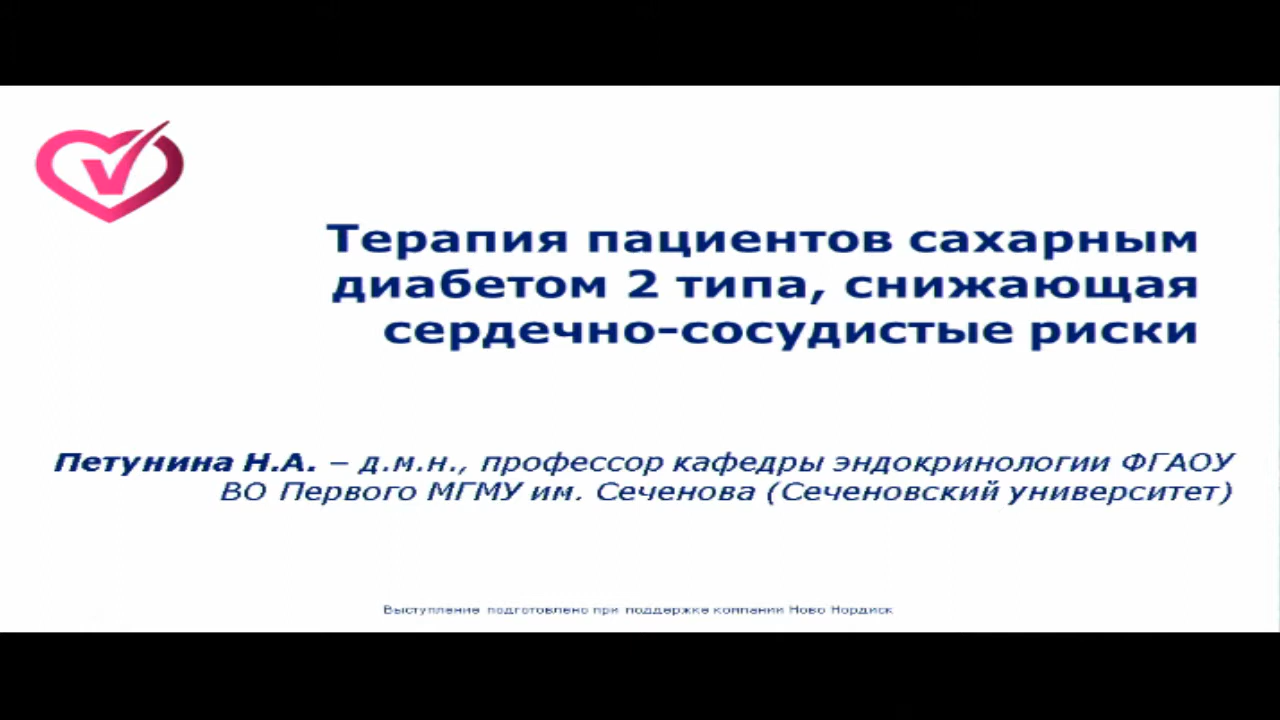 Терапия пациентов сахарным
диабетом 2 типа, снижающая
сердечно-сосудистые риски
Петунина Н.А. – д.м.н., профессор кафедры эндокринологии ФГАОУ
ВО Первого МГМУ им. Сеченова (Сеченовский университет)
Выступление подготовлено при поддержке компании Ново Нордиск